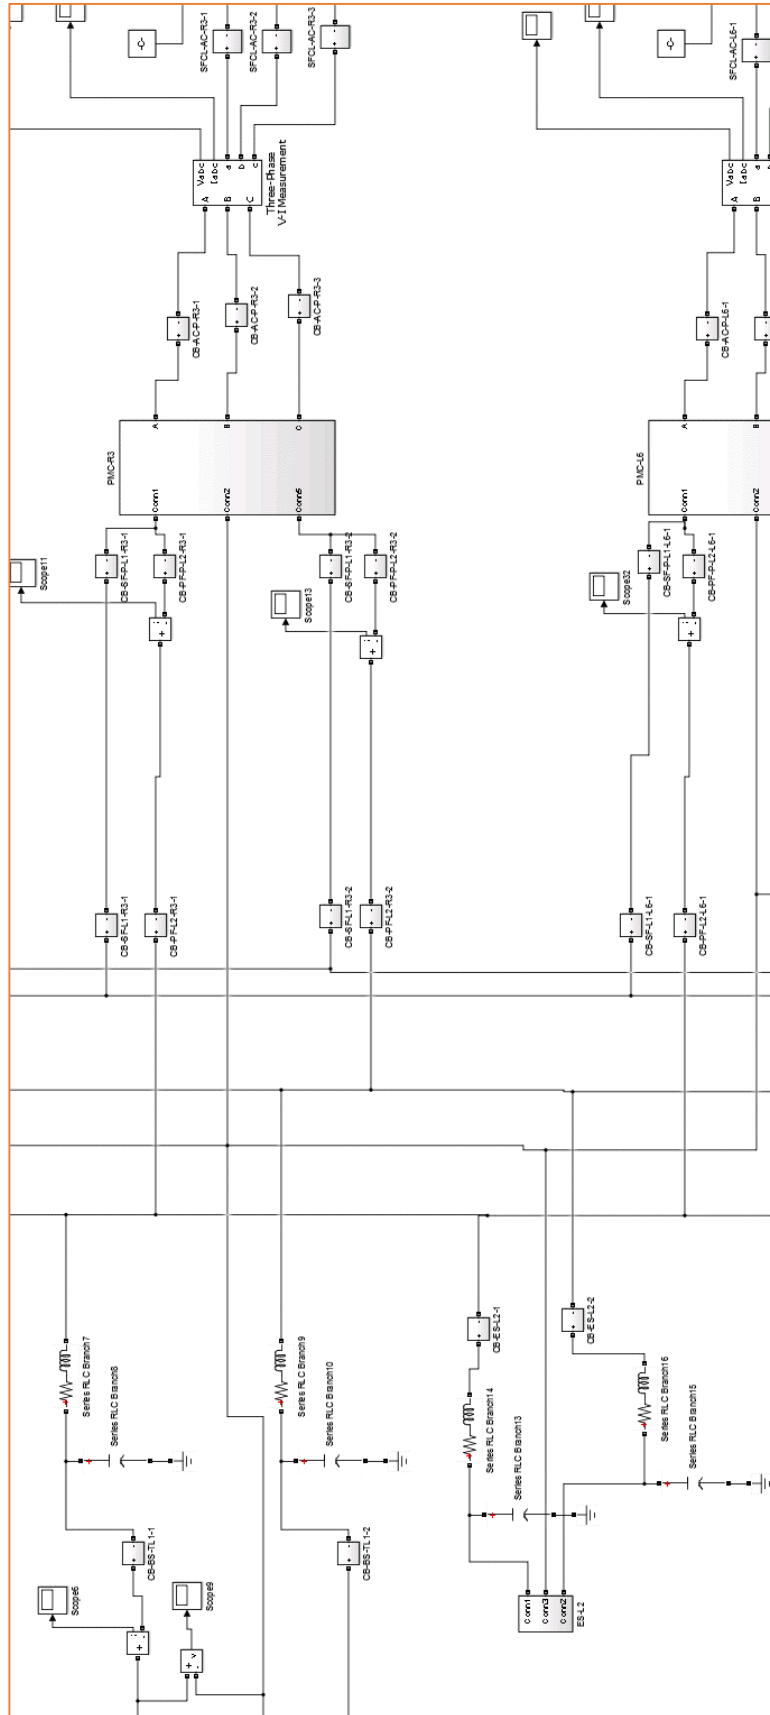 -C-
SFCL-AC-R3-1
SFCL-AC-R3-2
SFCL-AC-R3-3
-C-
SFCL-AC-L6-1
Vabc
Iabc
a
b
c
A
B
C
Three-Phase
V-I Measurement
Vabc
Iabc
a
b
A
B
CB-AC-P-R3-1
CB-AC-P-R3-2
CB-AC-P-R3-3
CB-AC-P-L6-1
PMC-R3
A
B
C
Conn1
Conn2
Conn5
PMC-L6
A
B
Conn1
Conn2
Scope11
CB-SF-P-L1-R3-1
CB-PF-P-L2-R3-1
Scope13
CB-SF-P-L1-R3-2
CB-PF-P-L2-R3-2
Scope32
CB-SF-P-L1-L6-1
CB-PF-P-L2-L6-1
CB-SF-L1-R3-1
CB-PF-L2-R3-1
CB-SF-L1-R3-2
CB-PF-L2-R3-2
CB-SF-L1-L6-1
CB-PF-L2-L6-1
Series RLC Branch7
Series RLC Branch8
Series RLC Branch9
Series RLC Branch10
CB-ES-L2-1
CB-ES-L2-2
Series RLC Branch14
Series RLC Branch13
Series RLC Branch16
Series RLC Branch15
CB-BS-TL1-1
CB-BS-TL1-2
Scope6
Scope9
Conn1
Conn3
Conn2
ES-L2